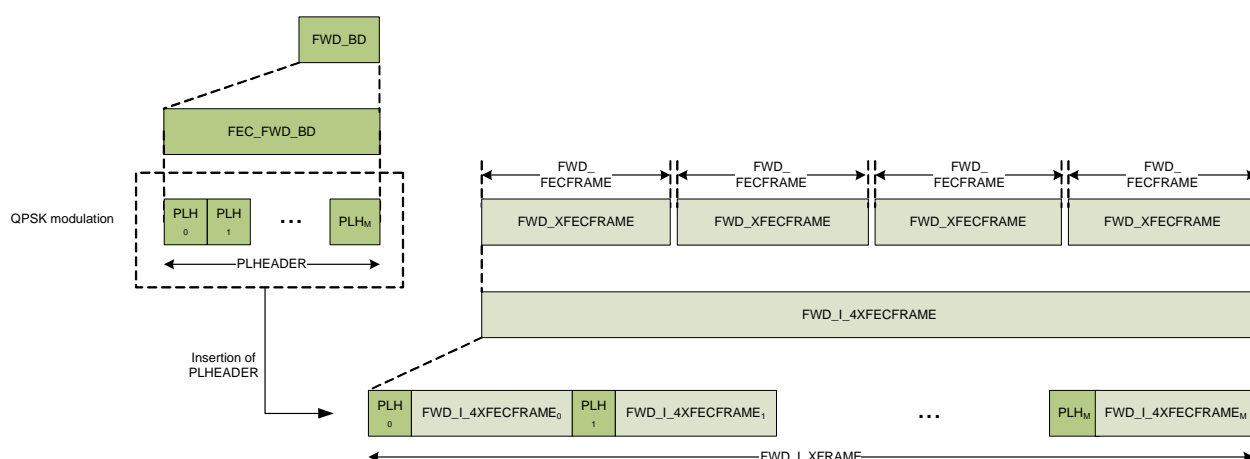 FWD_BD
FEC_FWD_BD
FWD_
FECFRAME
FWD_
FECFRAME
FWD_
FECFRAME
FWD_
FECFRAME
QPSK modulation
PLH
0
PLH
1
...
PLHM
FWD_XFECFRAME
FWD_XFECFRAME
FWD_XFECFRAME
FWD_XFECFRAME
PLHEADER
FWD_I_4XFECFRAME
Insertion of
PLHEADER
PLH
0
FWD_I_4XFECFRAME0
PLH
1
FWD_I_4XFECFRAME1
...
PLHM
FWD_I_4XFECFRAMEM
FWD_I_XFRAME